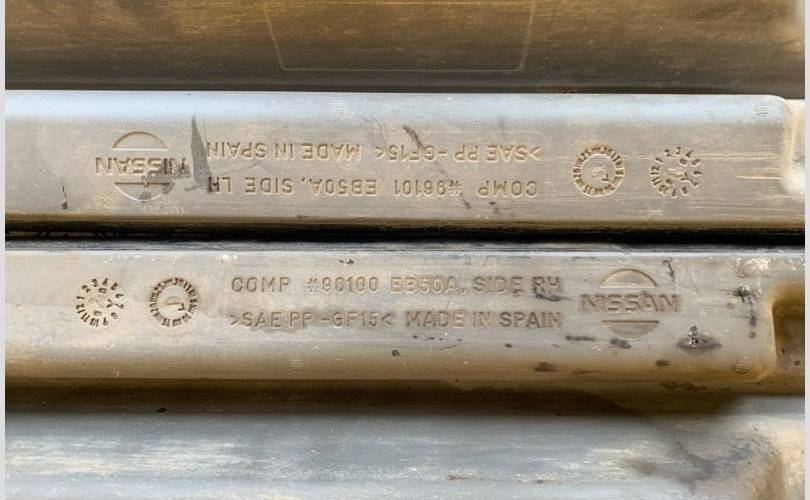 NISSAN
COMP #96101 EB50A, SIDE LH
>SAE PP-GF15< MADE IN SPAIN
COMP #96100 EB50A, SIDE RH
>SAE PP-GF15< MADE IN SPAIN
NISSAN